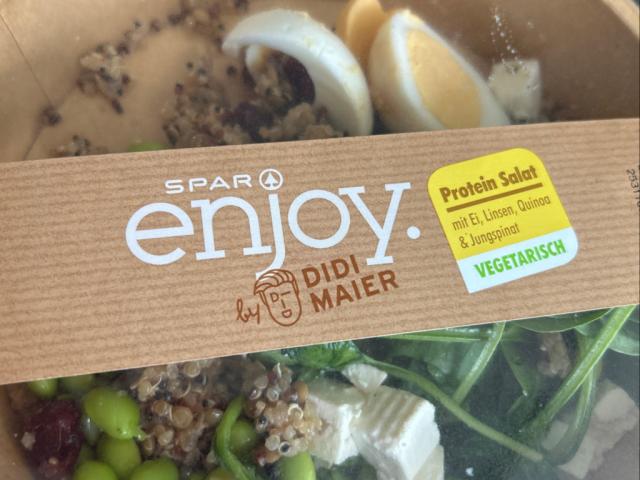 SPAR
enjoy.
by DIDI
MAIER
Protein Salat
mit Ei, Linsen, Quinoa
& Jungspinat
VEGETARISCH